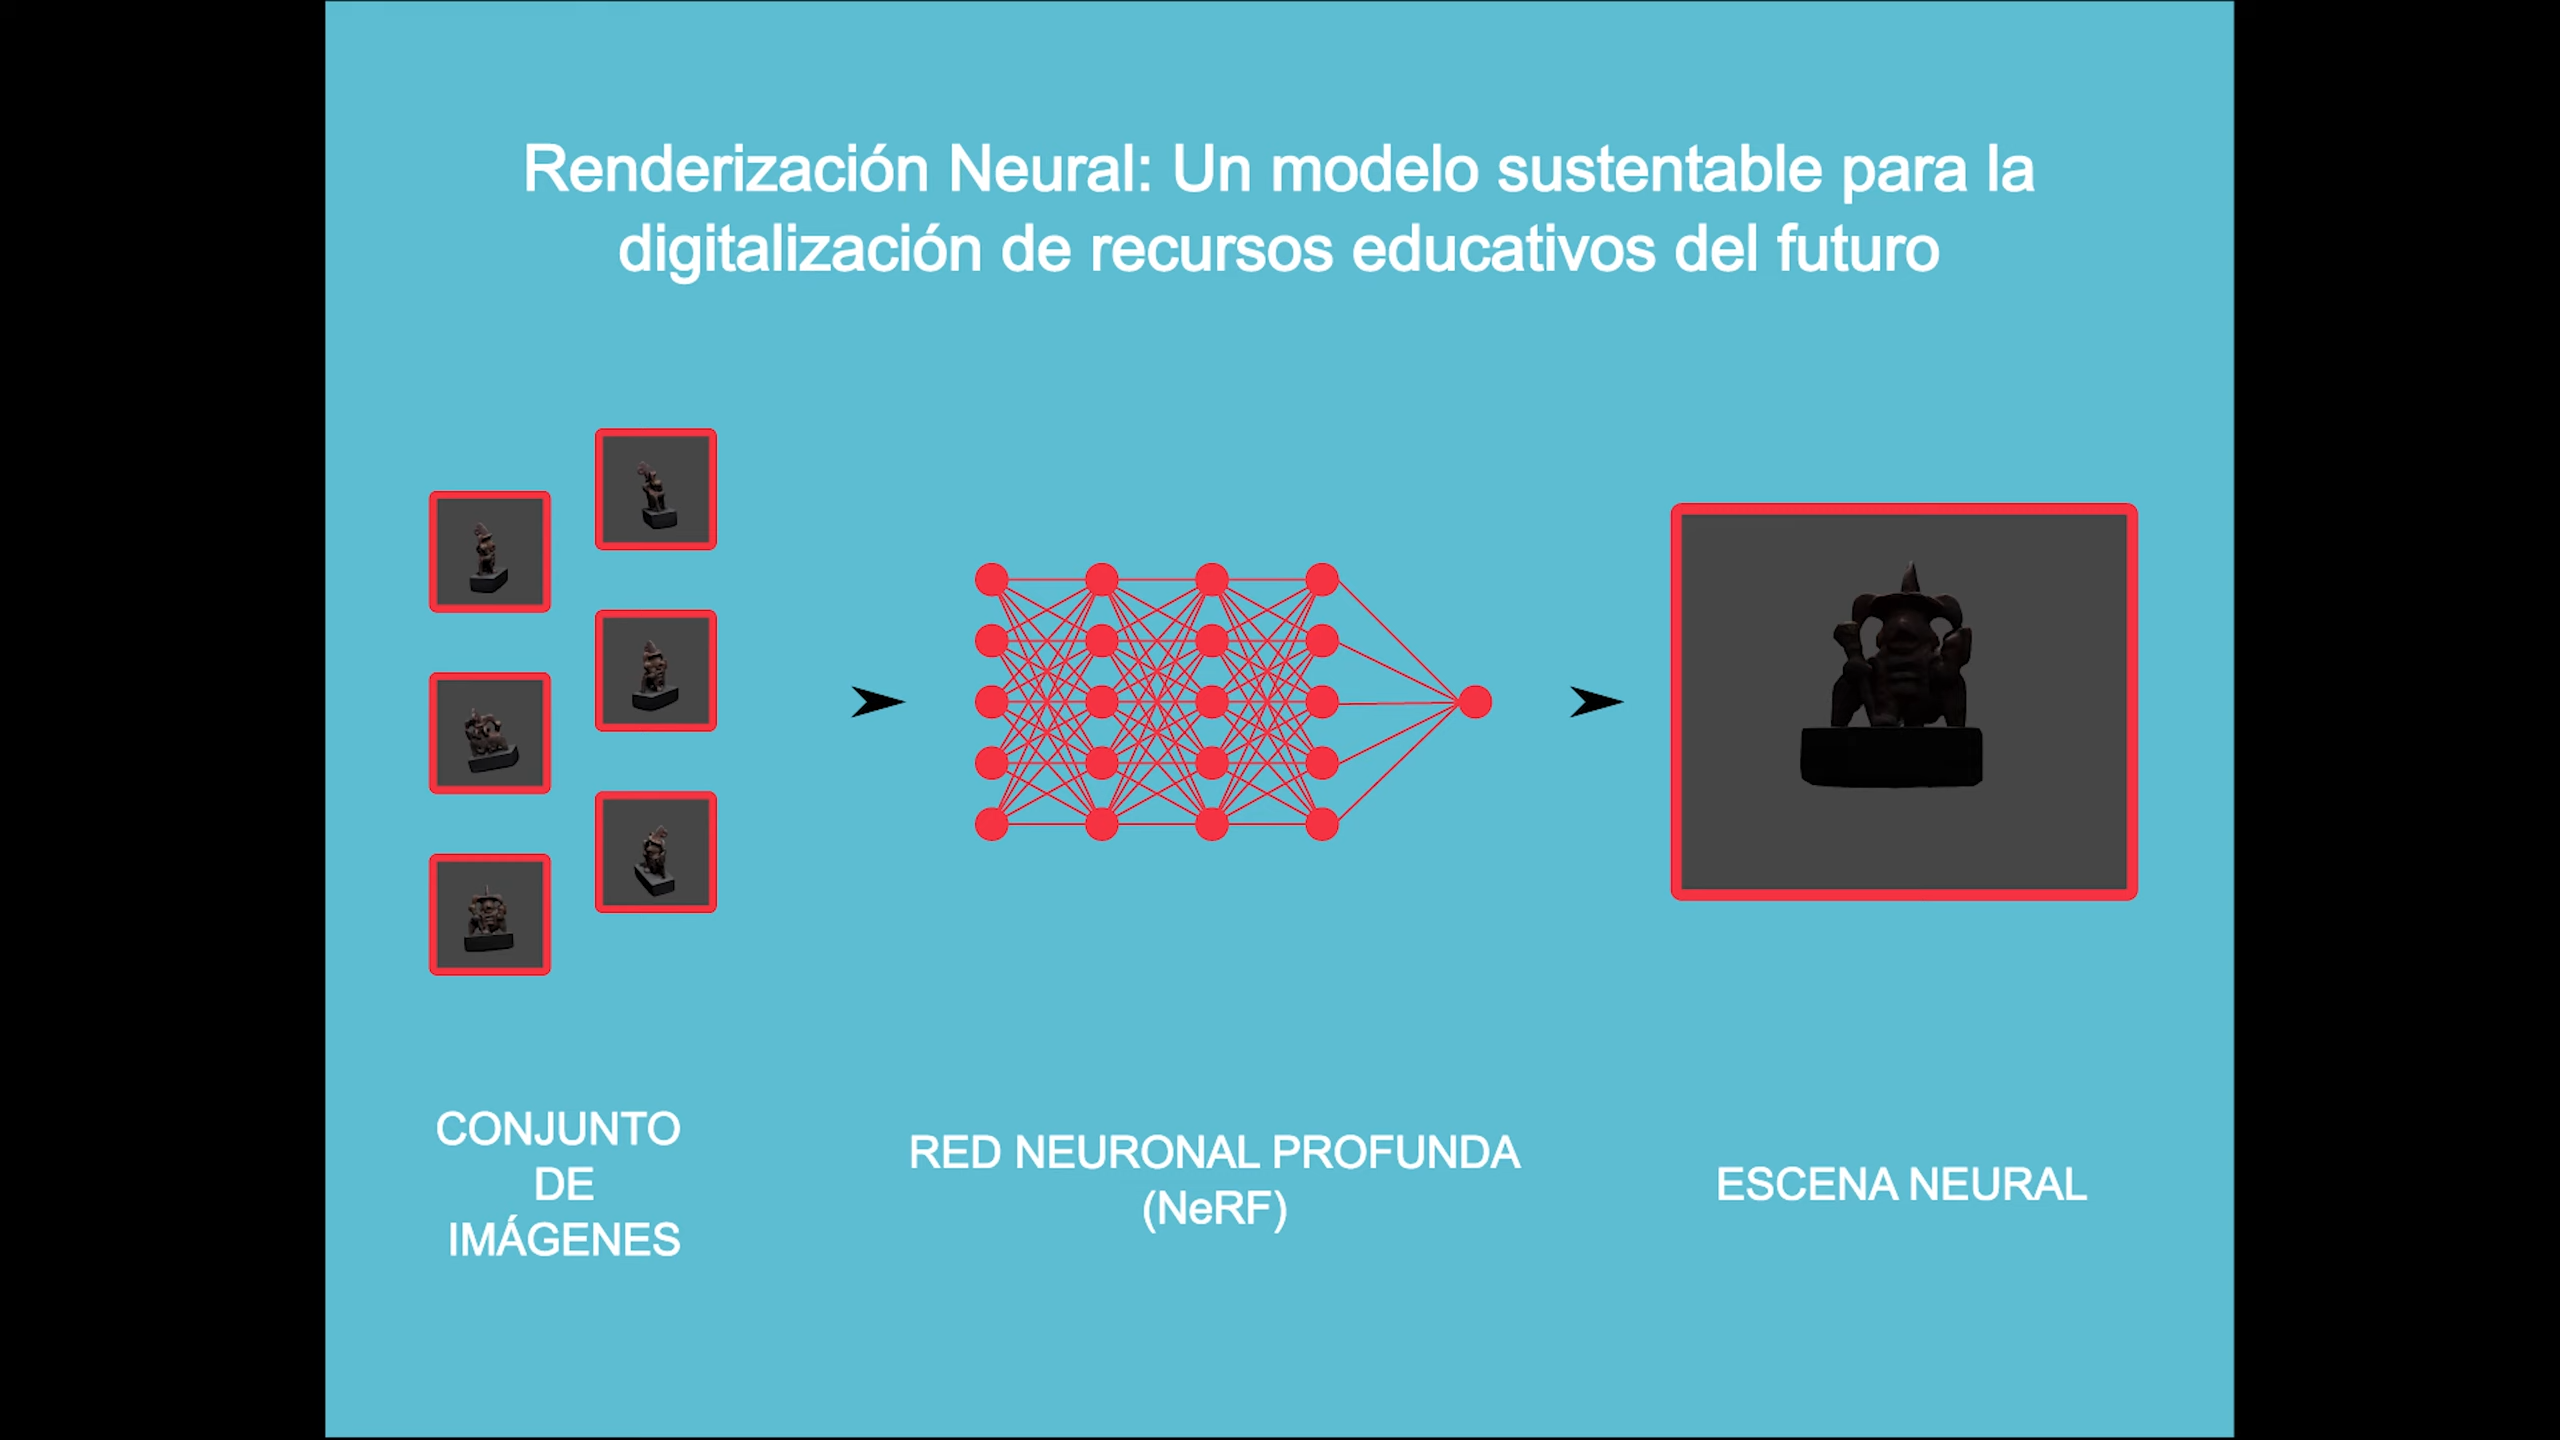 Renderización Neural: Un modelo sustentable para la
digitalización de recursos educativos del futuro
CONJUNTO
DE
IMÁGENES
RED NEURONAL PROFUNDA
(NeRF)
ESCENA NEURAL